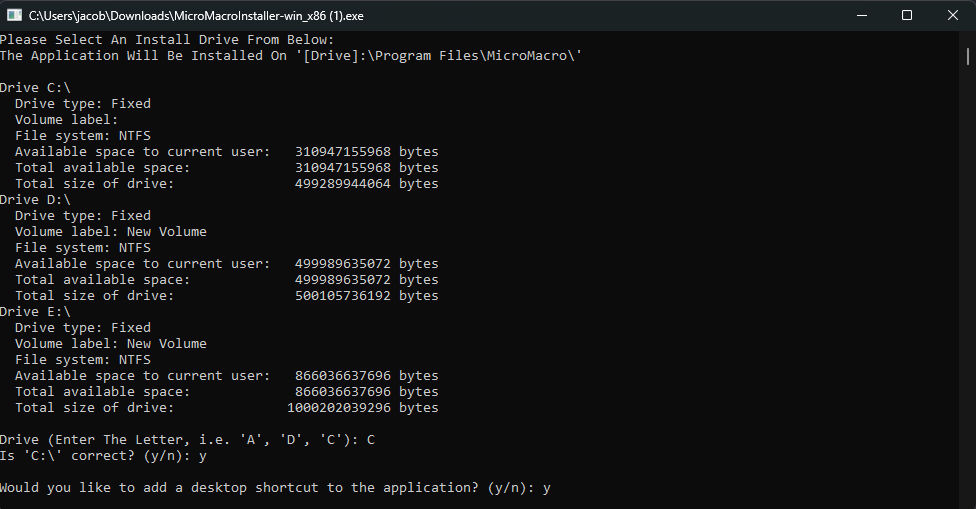 C:\Users\jacob\Downloads\MicroMacroInstaller-win_x86 (1).exe
Please Select An Install Drive From Below:
The Application Will Be Installed On '[Drive]:\Program Files\MicroMacro\'
Drive C:\
Drive type: Fixed
Volume label:
File system: NTFS
Available space to current user: 310947155968 bytes
Total available space: 310947155968 bytes
Total size of drive: 499289944064 bytes
Drive D:\
Drive type: Fixed
Volume label: New Volume
File system: NTFS
Available space to current user: 499989635072 bytes
Total available space: 499989635072 bytes
Total size of drive: 500105736192 bytes
Drive E:\
Drive type: Fixed
Volume label: New Volume
File system: NTFS
Available space to current user: 866036637696 bytes
Total available space: 866036637696 bytes
Total size of drive: 1000202039296 bytes
Drive (Enter The Letter, i.e. 'A', 'D', 'C'): C
Is 'C:\' correct? (y/n): y
Would you like to add a desktop shortcut to the application? (y/n): y